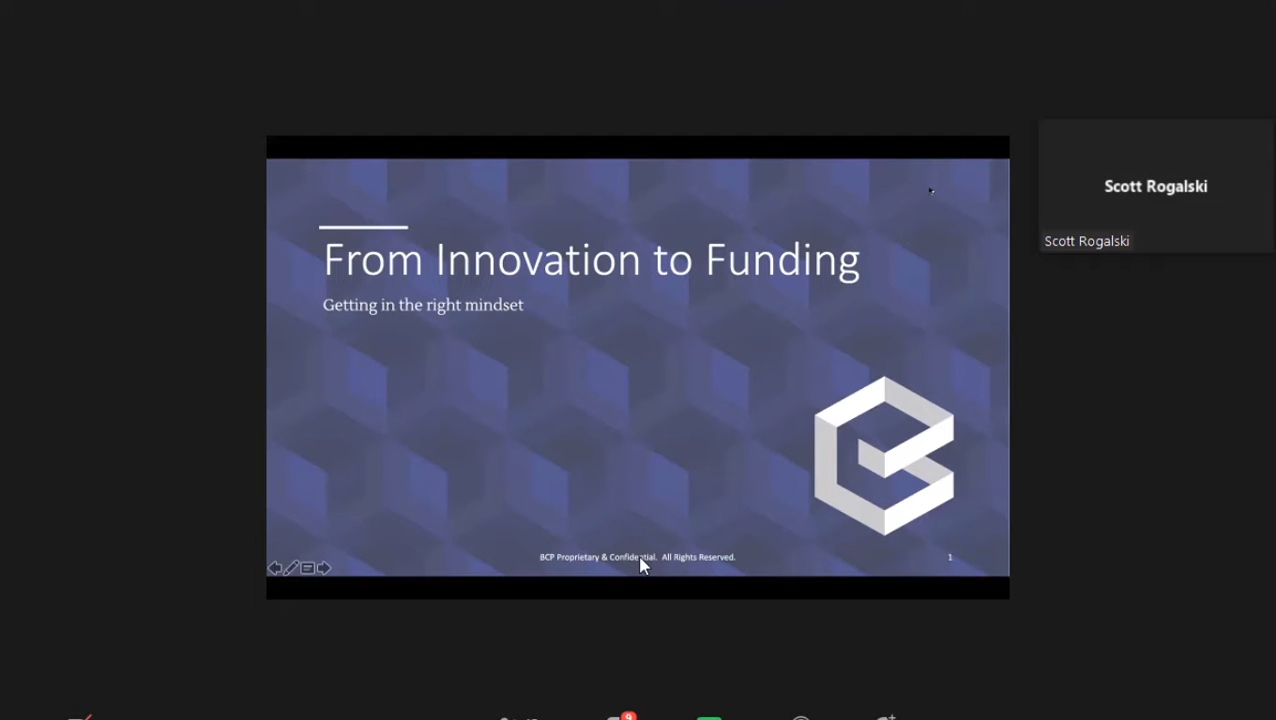 From Innovation to Funding
Getting in the right mindset
Scott Rogalski
Scott Rogalski
BCP Proprietary & Confidential. All Rights Reserved.
1
9